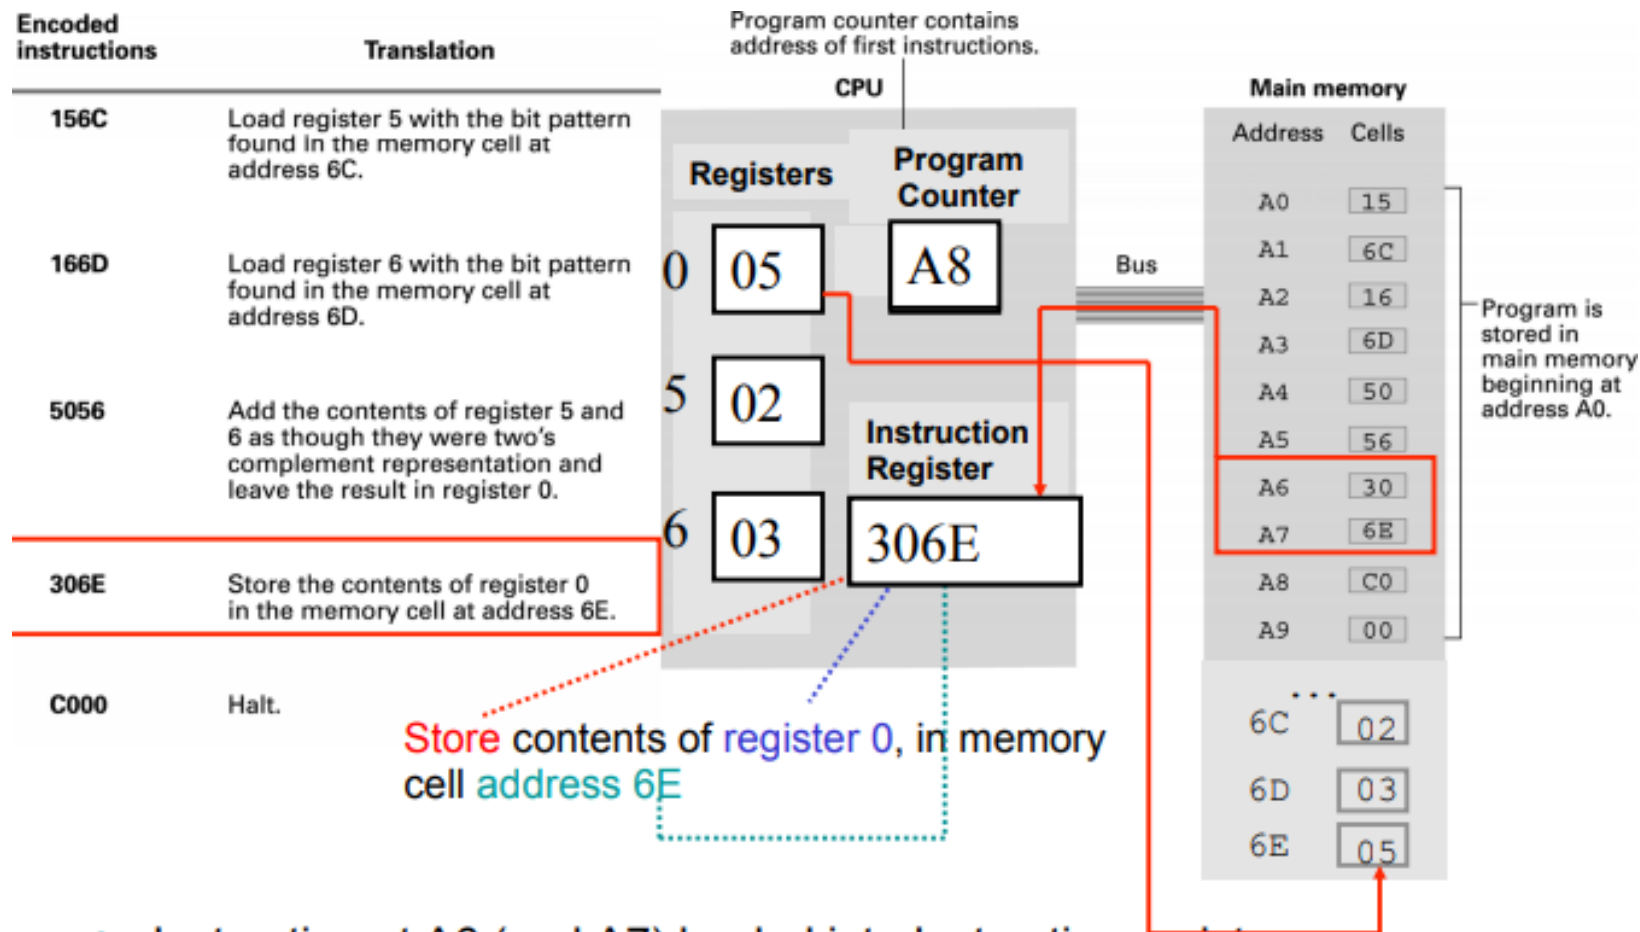 Encoded
instructions
Translation
156C
Load register 5 with the bit pattern
found in the memory cell at
address 6C.
166D
Load register 6 with the bit pattern
found in the memory cell at
address 6D.
5056
Add the contents of register 5 and
6 as though they were two's
complement representation and
leave the result in register 0.
306E
Store the contents of register 0
in the memory cell at address 6E.
C000
Halt.
Program counter contains
address of first instructions.
CPU
Registers
Program
Counter
0 05
A8
5 02
Instruction
Register
6 03
306E
Bus
Main memory
Address Cells
A0 15
A1 6C
A2 16
A3 6D
A4 50
A5 56
A6 30
A7 6E
A8 C0
A9 00
Program is
stored in
main memory
beginning at
address A0.
...
6C 02
6D 03
6E 05
Store contents of register 0, in memory
cell address 6E